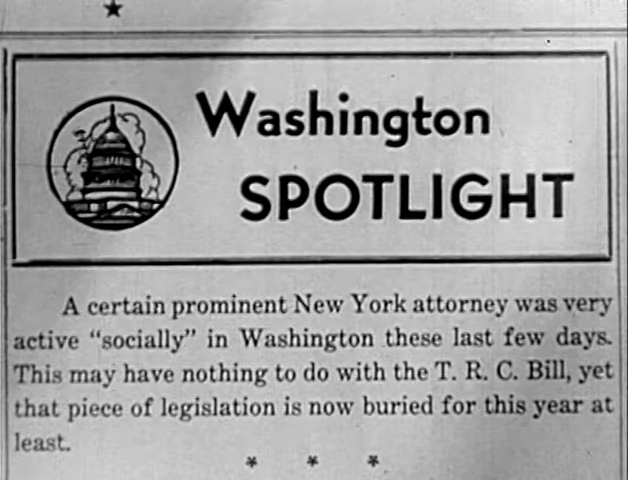 Washington
SPOTLIGHT
A certain prominent New York attorney was very
active "socially" in Washington these last few days.
This may have nothing to do with the T. R. C. Bill, yet
that piece of legislation is now buried for this year at
least.
* * *